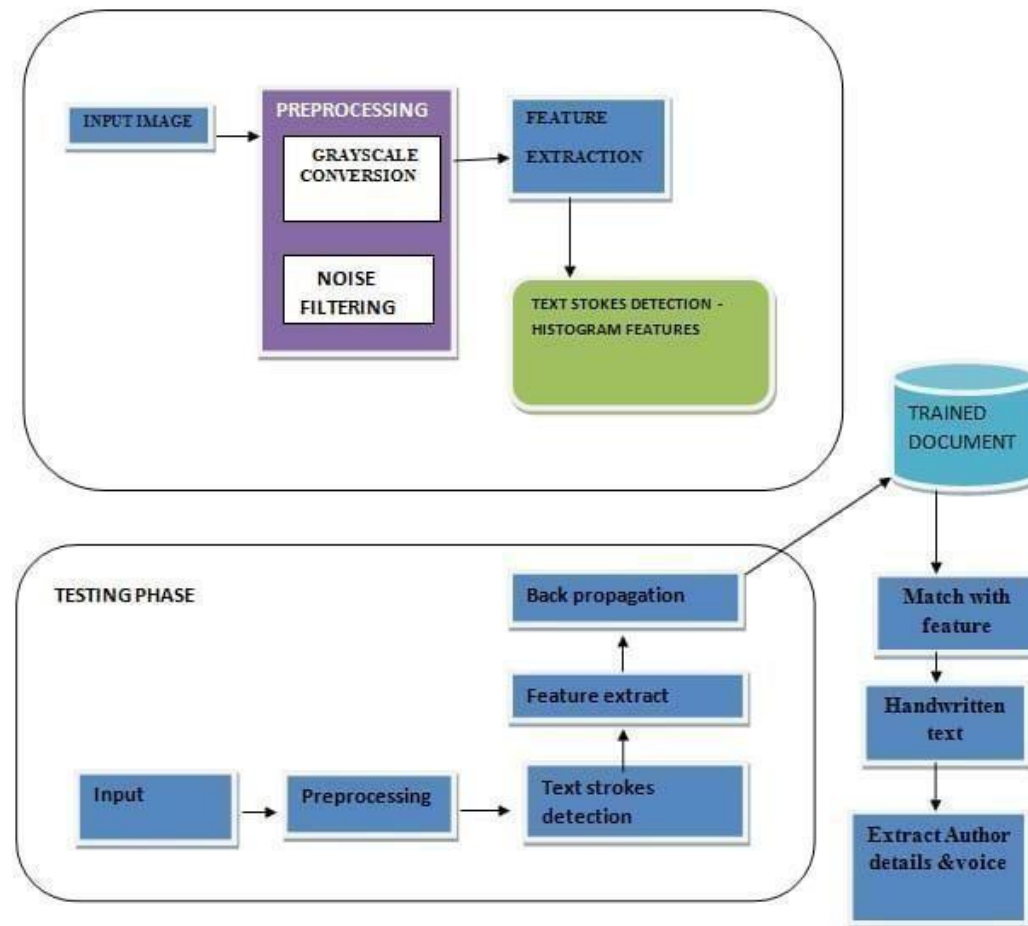 INPUT IMAGE
PREPROCESSING
GRAYSCALE
CONVERSION
NOISE
FILTERING
FEATURE
EXTRACTION
TEXT STOKES DETECTION -
HISTOGRAM FEATURES
TRAINED
DOCUMENT
TESTING PHASE
Input
Preprocessing
Text strokes
detection
Feature extract
Back propagation
Match with
feature
Handwritten
text
Extract Author
details &voice